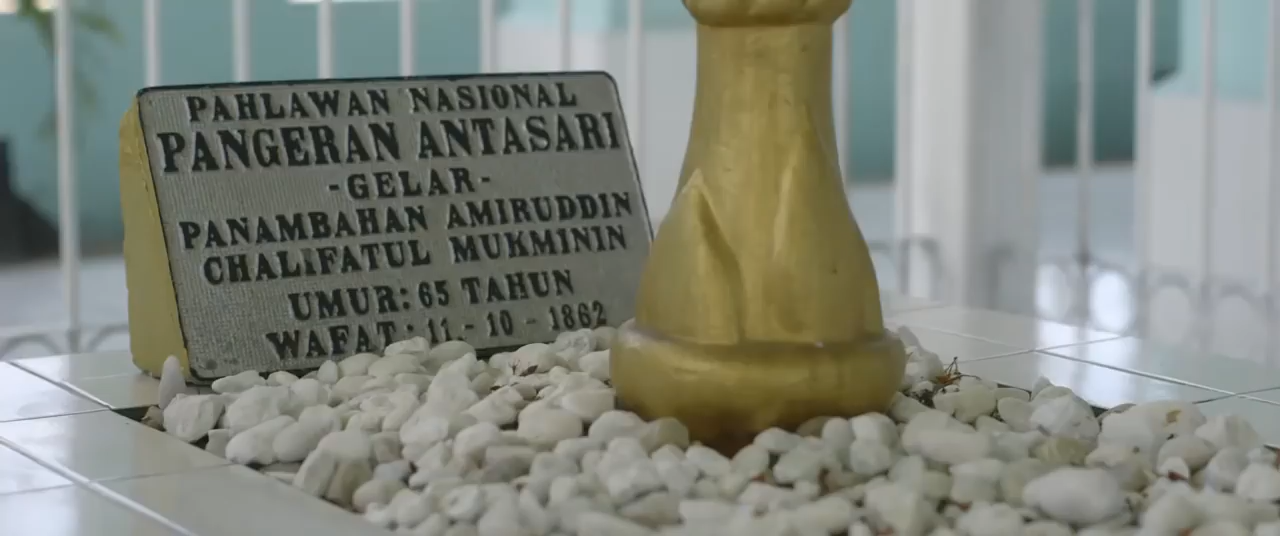 PAHLAWAN NASIONAL
PANGERAN ANTASARI
-GELAR-
PANAMBAHAN AMIRUDDIN
CHALIFATUL MUKMININ
UMUR: 65 TAHUN
WAFAT: 11 - 10 - 1862